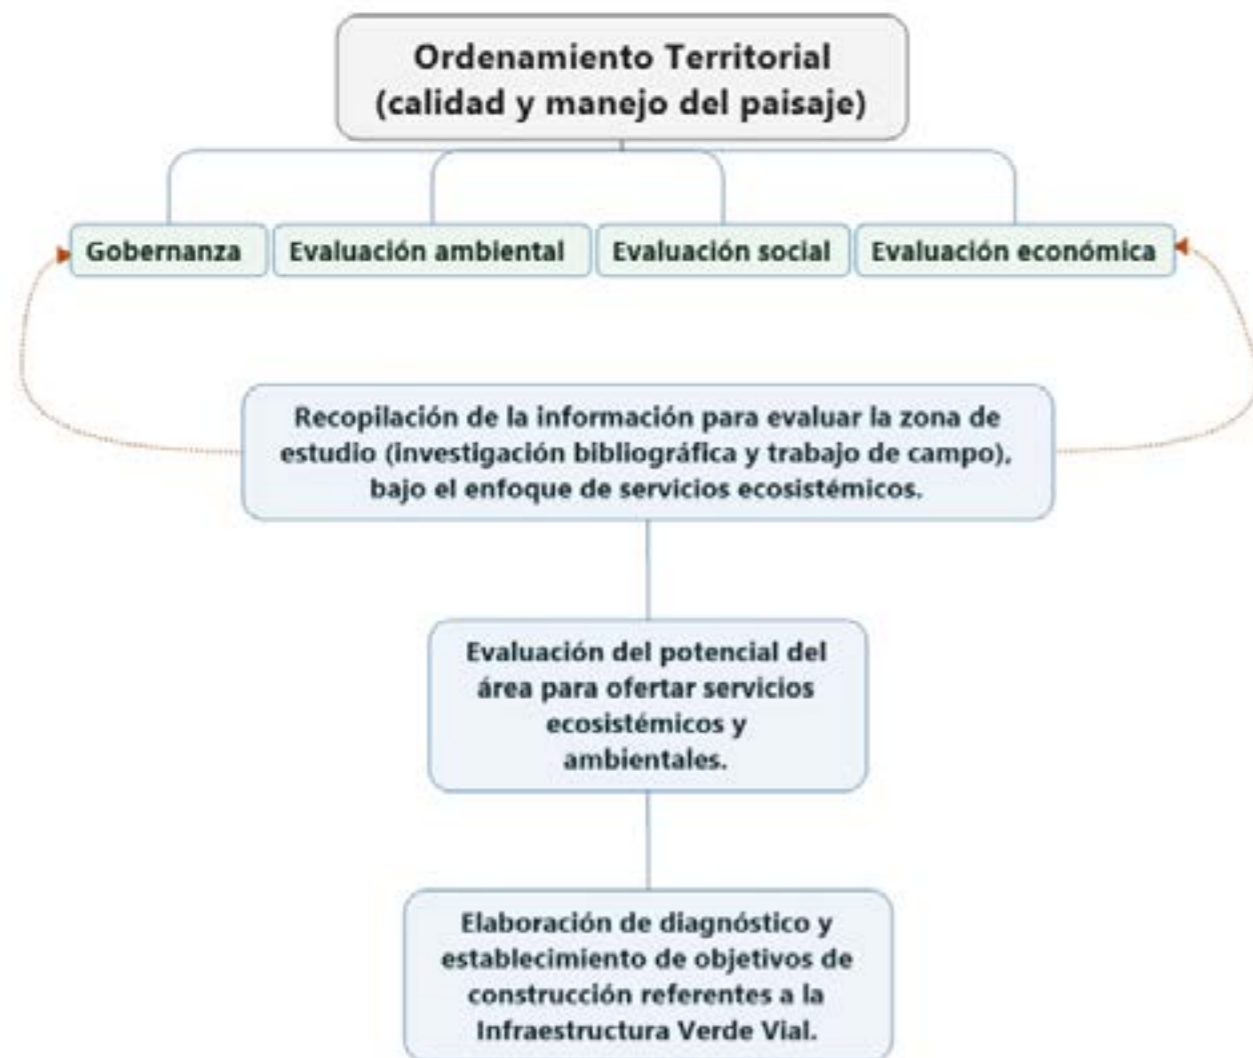 Ordenamiento Territorial
(calidad y manejo del paisaje)
Gobernanza
Evaluación ambiental
Evaluación social
Evaluación económica
Recopilación de la información para evaluar la zona de
estudio (investigación bibliográfica y trabajo de campo),
bajo el enfoque de servicios ecosistémicos.
Evaluación del potencial del
área para ofertar servicios
ecosistémicos y
ambientales.
Elaboración de diagnóstico y
establecimiento de objetivos de
construcción referentes a la
Infraestructura Verde Vial.